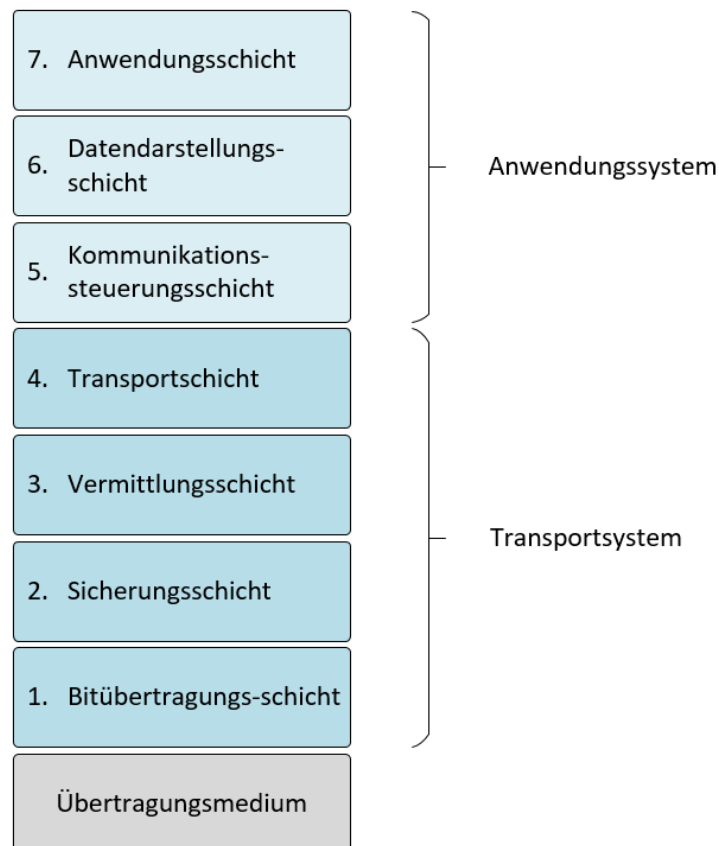 7. Anwendungsschicht
6. Datendarstellungs-
schicht
Anwendungssystem
5. Kommunikations-
steuerungsschicht
4. Transportschicht
3. Vermittlungsschicht
Transportsystem
2. Sicherungsschicht
1. Bitübertragungs-schicht
Übertragungsmedium